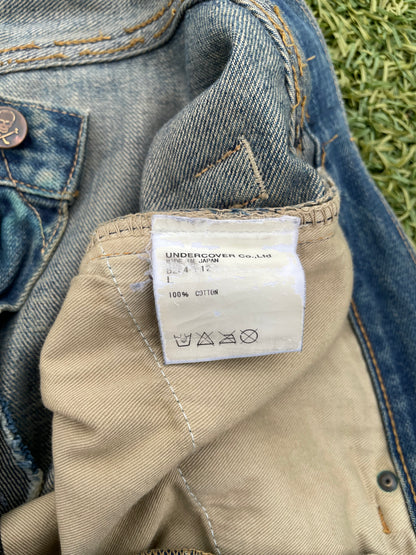 UNDERCOVER Co.,Ltd
MADE IN JAPAN
L
100% COTTON